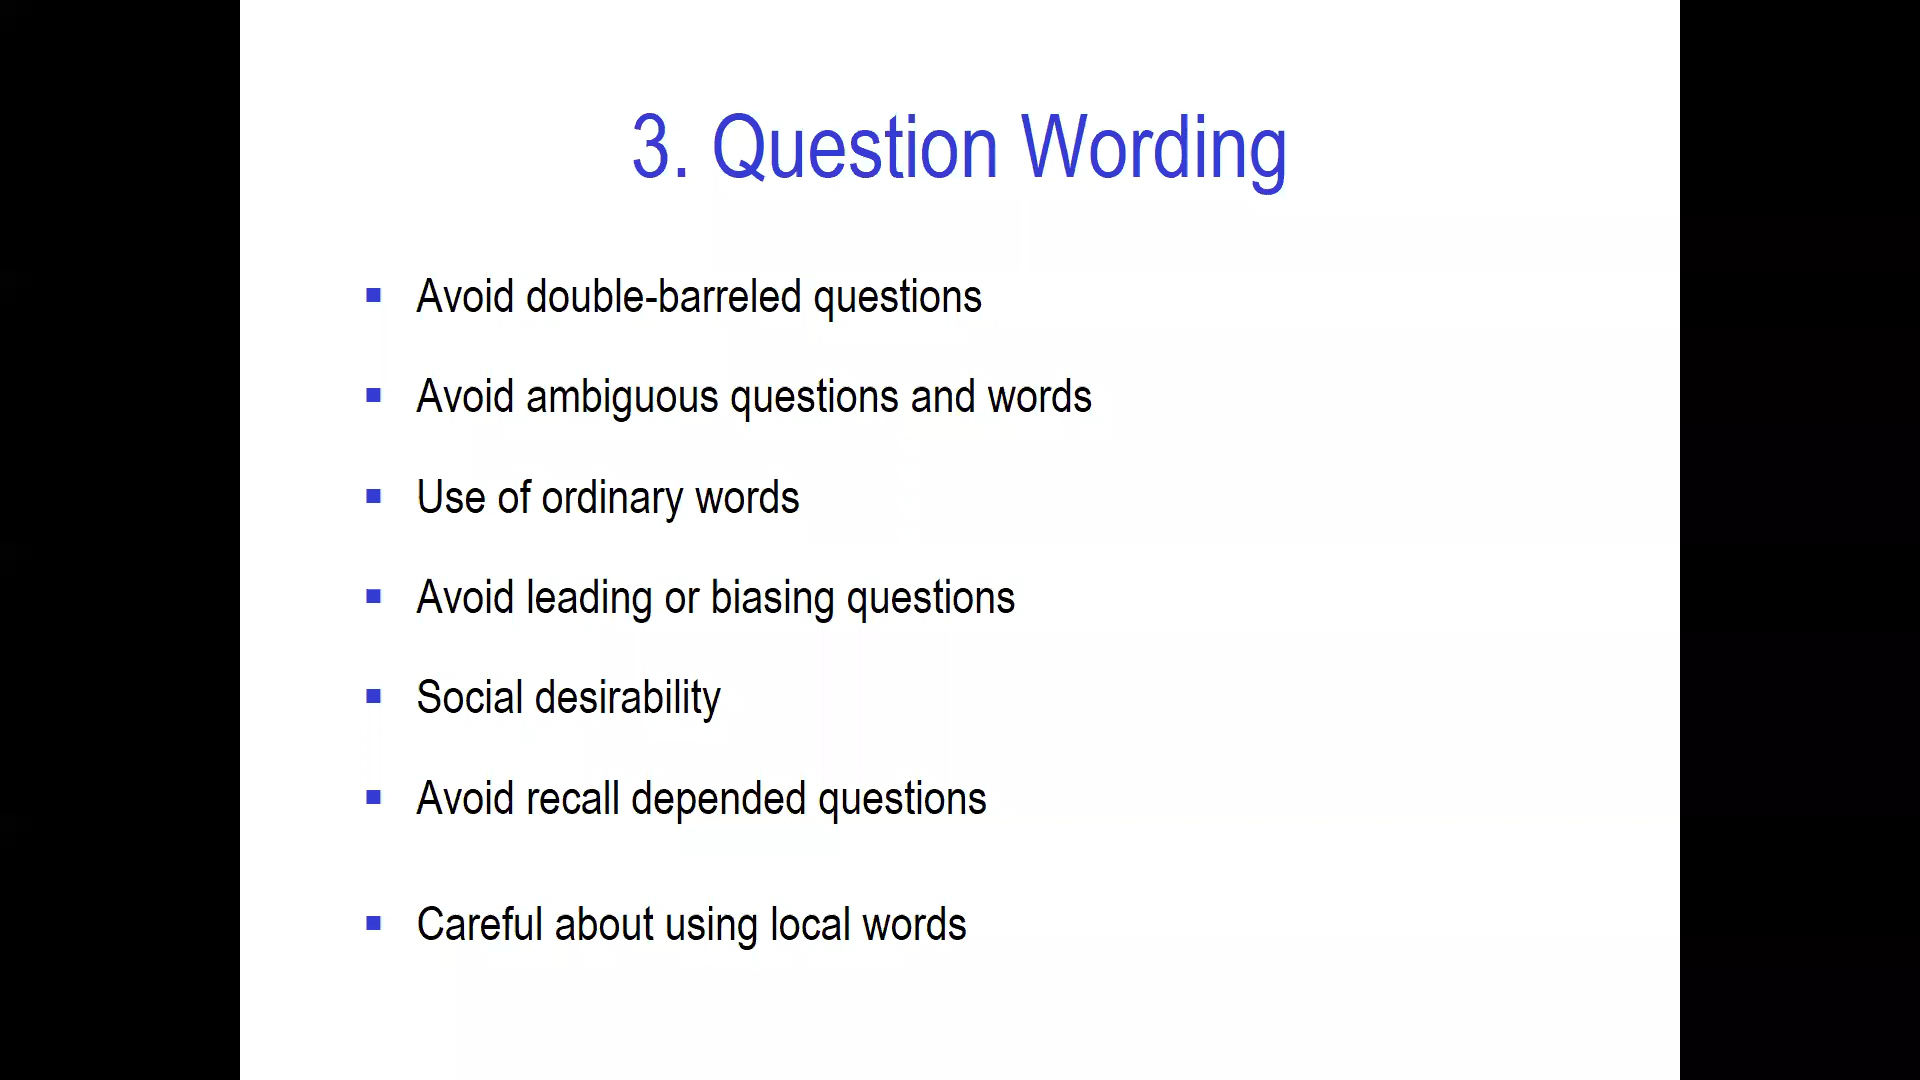 3. Question Wording
▪ Avoid double-barreled questions
▪ Avoid ambiguous questions and words
▪ Use of ordinary words
▪ Avoid leading or biasing questions
▪ Social desirability
▪ Avoid recall depended questions
▪ Careful about using local words